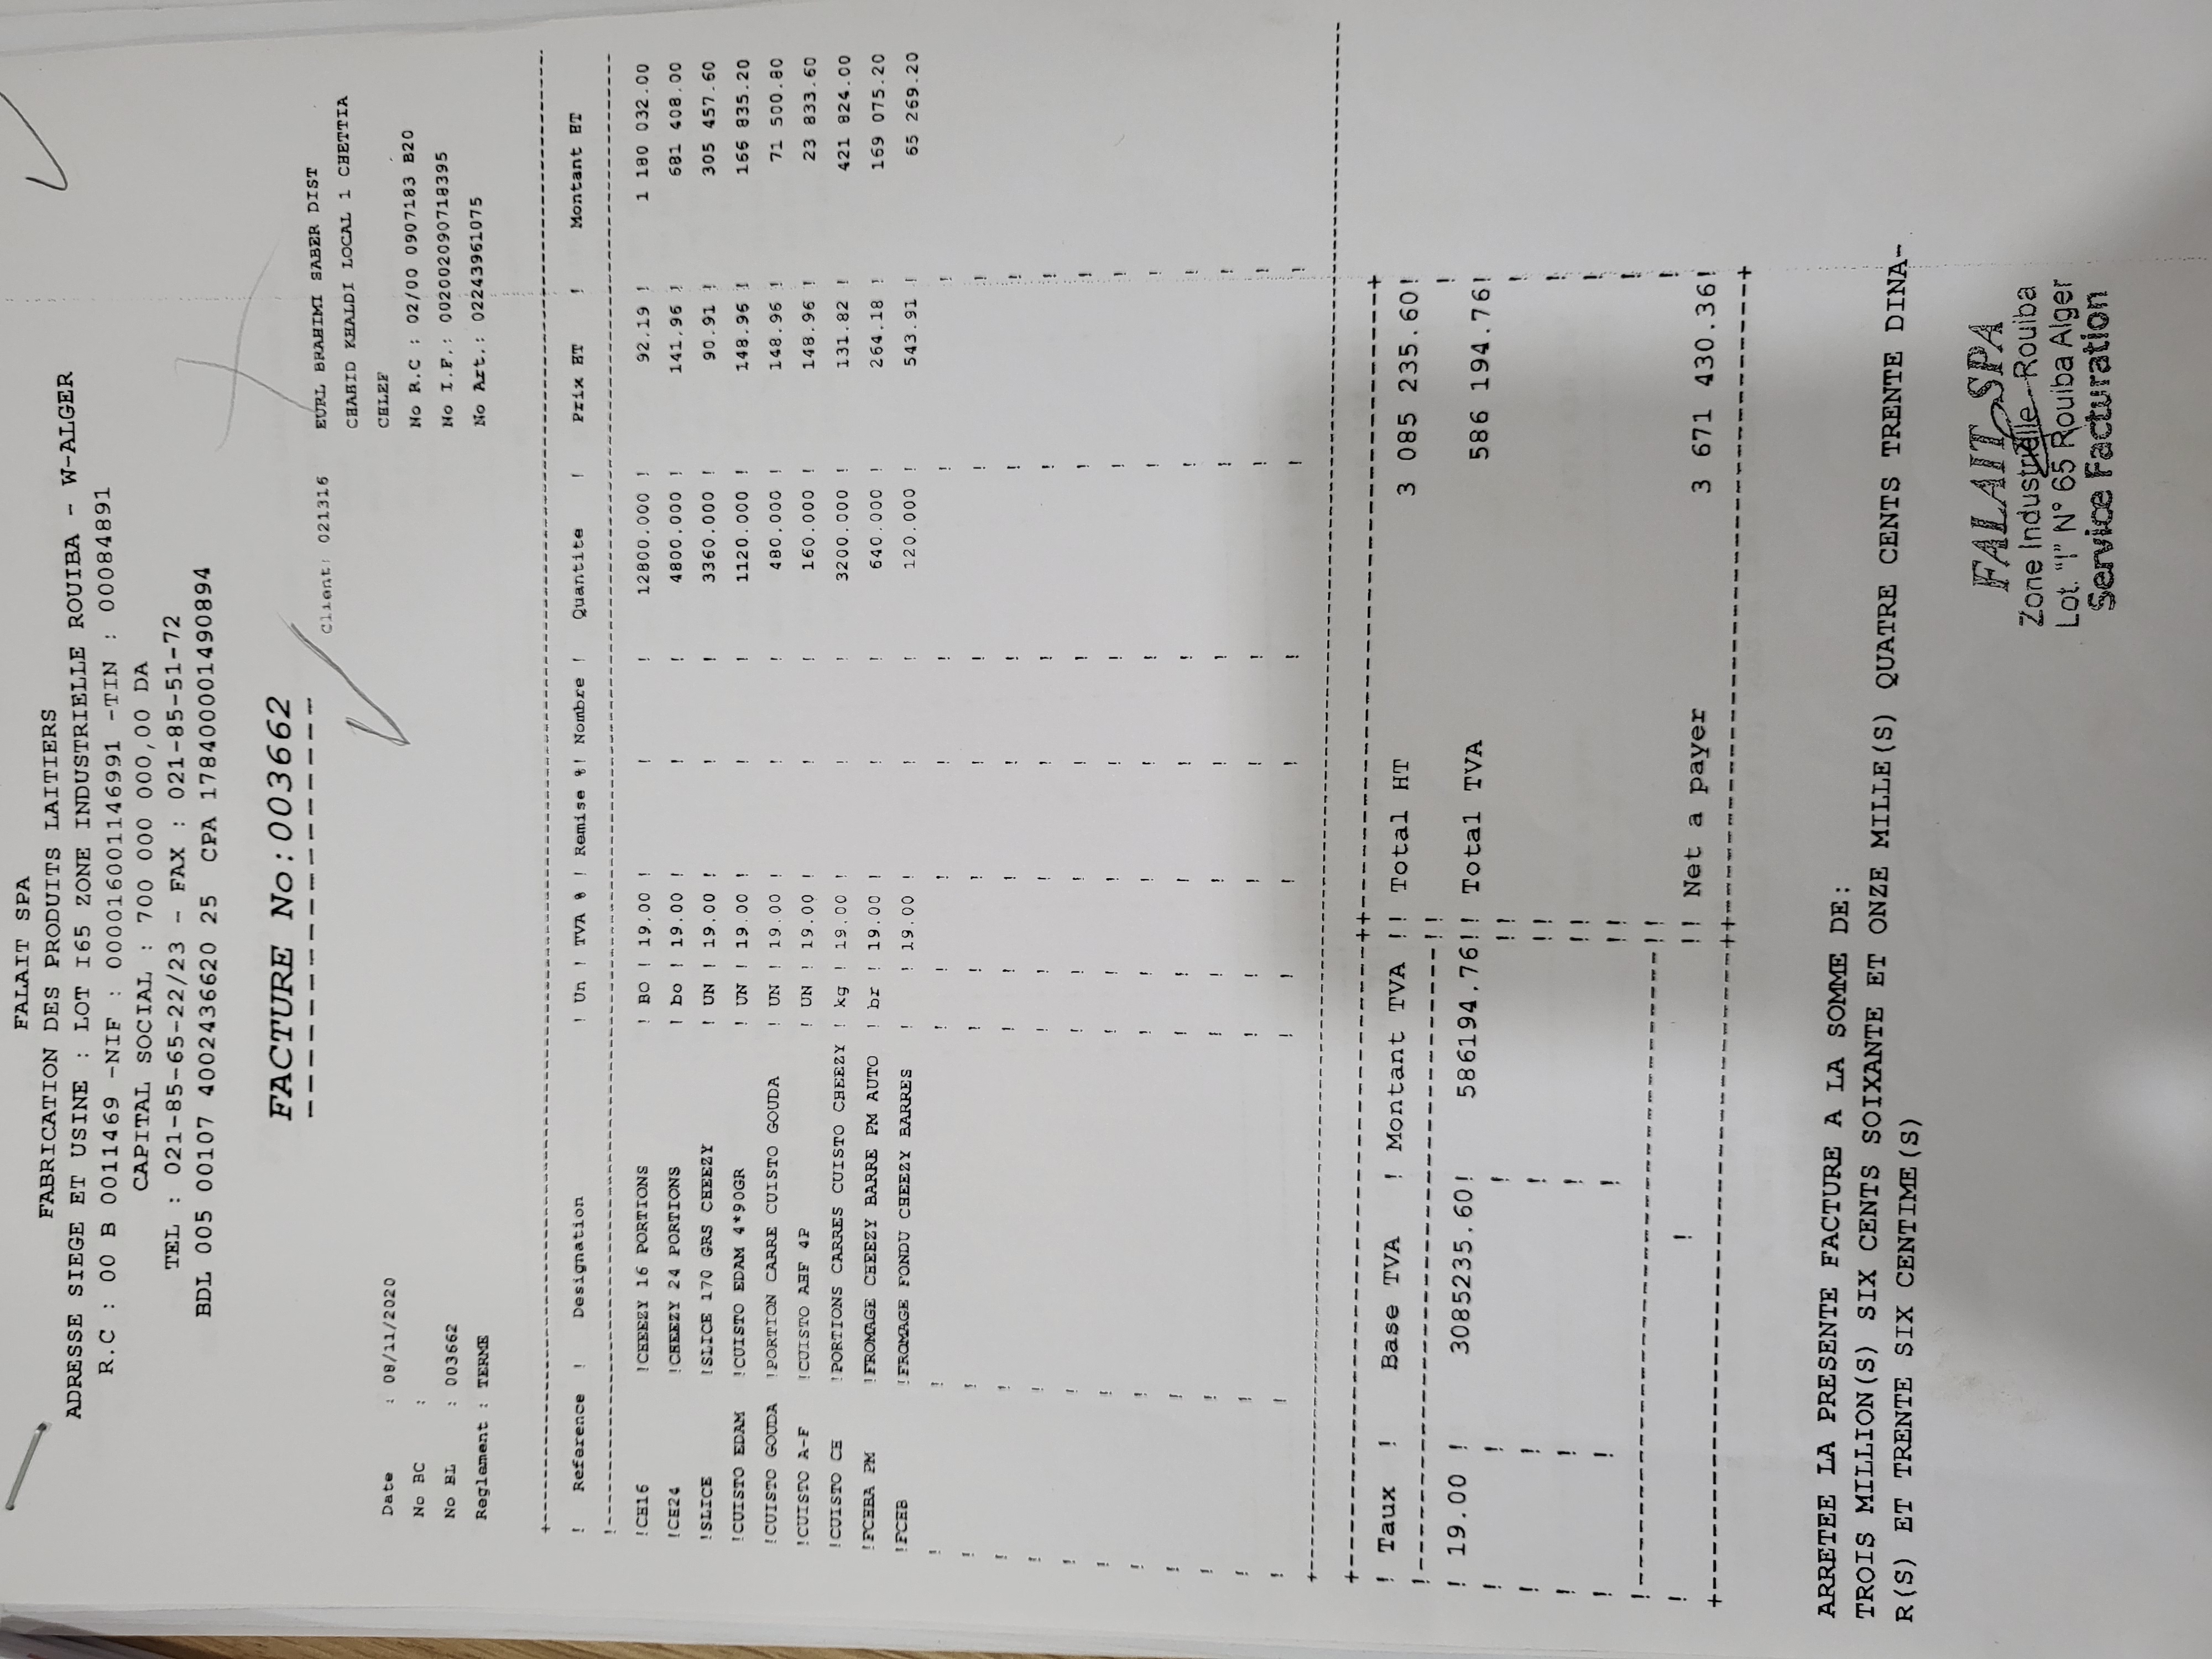 FALAIT SPA
FABRICATION DES PRODUITS LAITIERS
ADRESSE SIEGE ET USINE : LOT I65 ZONE INDUSTRIELLE ROUIBA - W-ALGER
R.C : 00 B 0011469 -NIF : 000016001146991 -TIN : 00084891
CAPITAL SOCIAL : 700 000 000,00 DA
TEL : 021-85-65-22/23 - FAX : 021-85-51-72
BDL 005 00107 4002436620 25 CPA 178400001490894
FACTURE No:003662
Client: 021316 EURL BRAHIMI SABER DIST
CHAHID KHALDI LOCAL 1 CHETTIA
CHLEF
No R.C : 02/00 0907183 B20
No I.F.: 002002090718395
No Art.: 02243961075
Date : 08/11/2020
No BC :
No BL : 003662
Reglement : TERME
! Reference ! Designation ! Un ! TVA % ! Remise %! Nombre ! Quantite ! Prix HT ! Montant HT
!CH16 !CHEEZY 16 PORTIONS ! BO ! 19.00 ! ! ! 12800.000 ! 92.19 ! 1 180 032.00
!CH24 !CHEEZY 24 PORTIONS ! bo ! 19.00 ! ! ! 4800.000 ! 141.96 ! 681 408.00
!SLICE !SLICE 170 GRS CHEEZY ! UN ! 19.00 ! ! ! 3360.000 ! 90.91 ! 305 457.60
!CUISTO EDAM !CUISTO EDAM 4*90GR ! UN ! 19.00 ! ! ! 1120.000 ! 148.96 ! 166 835.20
!CUISTO GOUDA !PORTION CARRE CUISTO GOUDA ! UN ! 19.00 ! ! ! 480.000 ! 148.96 ! 71 500.80
!CUISTO A-F !CUISTO AHF 4P ! UN ! 19.00 ! ! ! 160.000 ! 148.96 ! 23 833.60
!CUISTO CH !PORTIONS CARRES CUISTO CHEEZY ! kg ! 19.00 ! ! ! 3200.000 ! 131.82 ! 421 824.00
!FCHBA PM !FROMAGE CHEEZY BARRE PM AUTO ! br ! 19.00 ! ! ! 640.000 ! 264.18 ! 169 075.20
!FCHB !FROMAGE FONDU CHEEZY BARRES ! ! 19.00 ! ! ! 120.000 ! 543.91 ! 65 269.20
! Taux ! Base TVA ! Montant TVA !! Total HT 3 085 235.60!
! 19.00 ! 3085235.60! 586194.76!! Total TVA 586 194.76!
!! Net a payer 3 671 430.36!
ARRETEE LA PRESENTE FACTURE A LA SOMME DE:
TROIS MILLION(S) SIX CENTS SOIXANTE ET ONZE MILLE(S) QUATRE CENTS TRENTE DINA-
R(S) ET TRENTE SIX CENTIME(S)
FALAIT SPA
Zone Industrielle - Rouiba
Lot. "I" N° 65 Rouiba Alger
Service Facturation